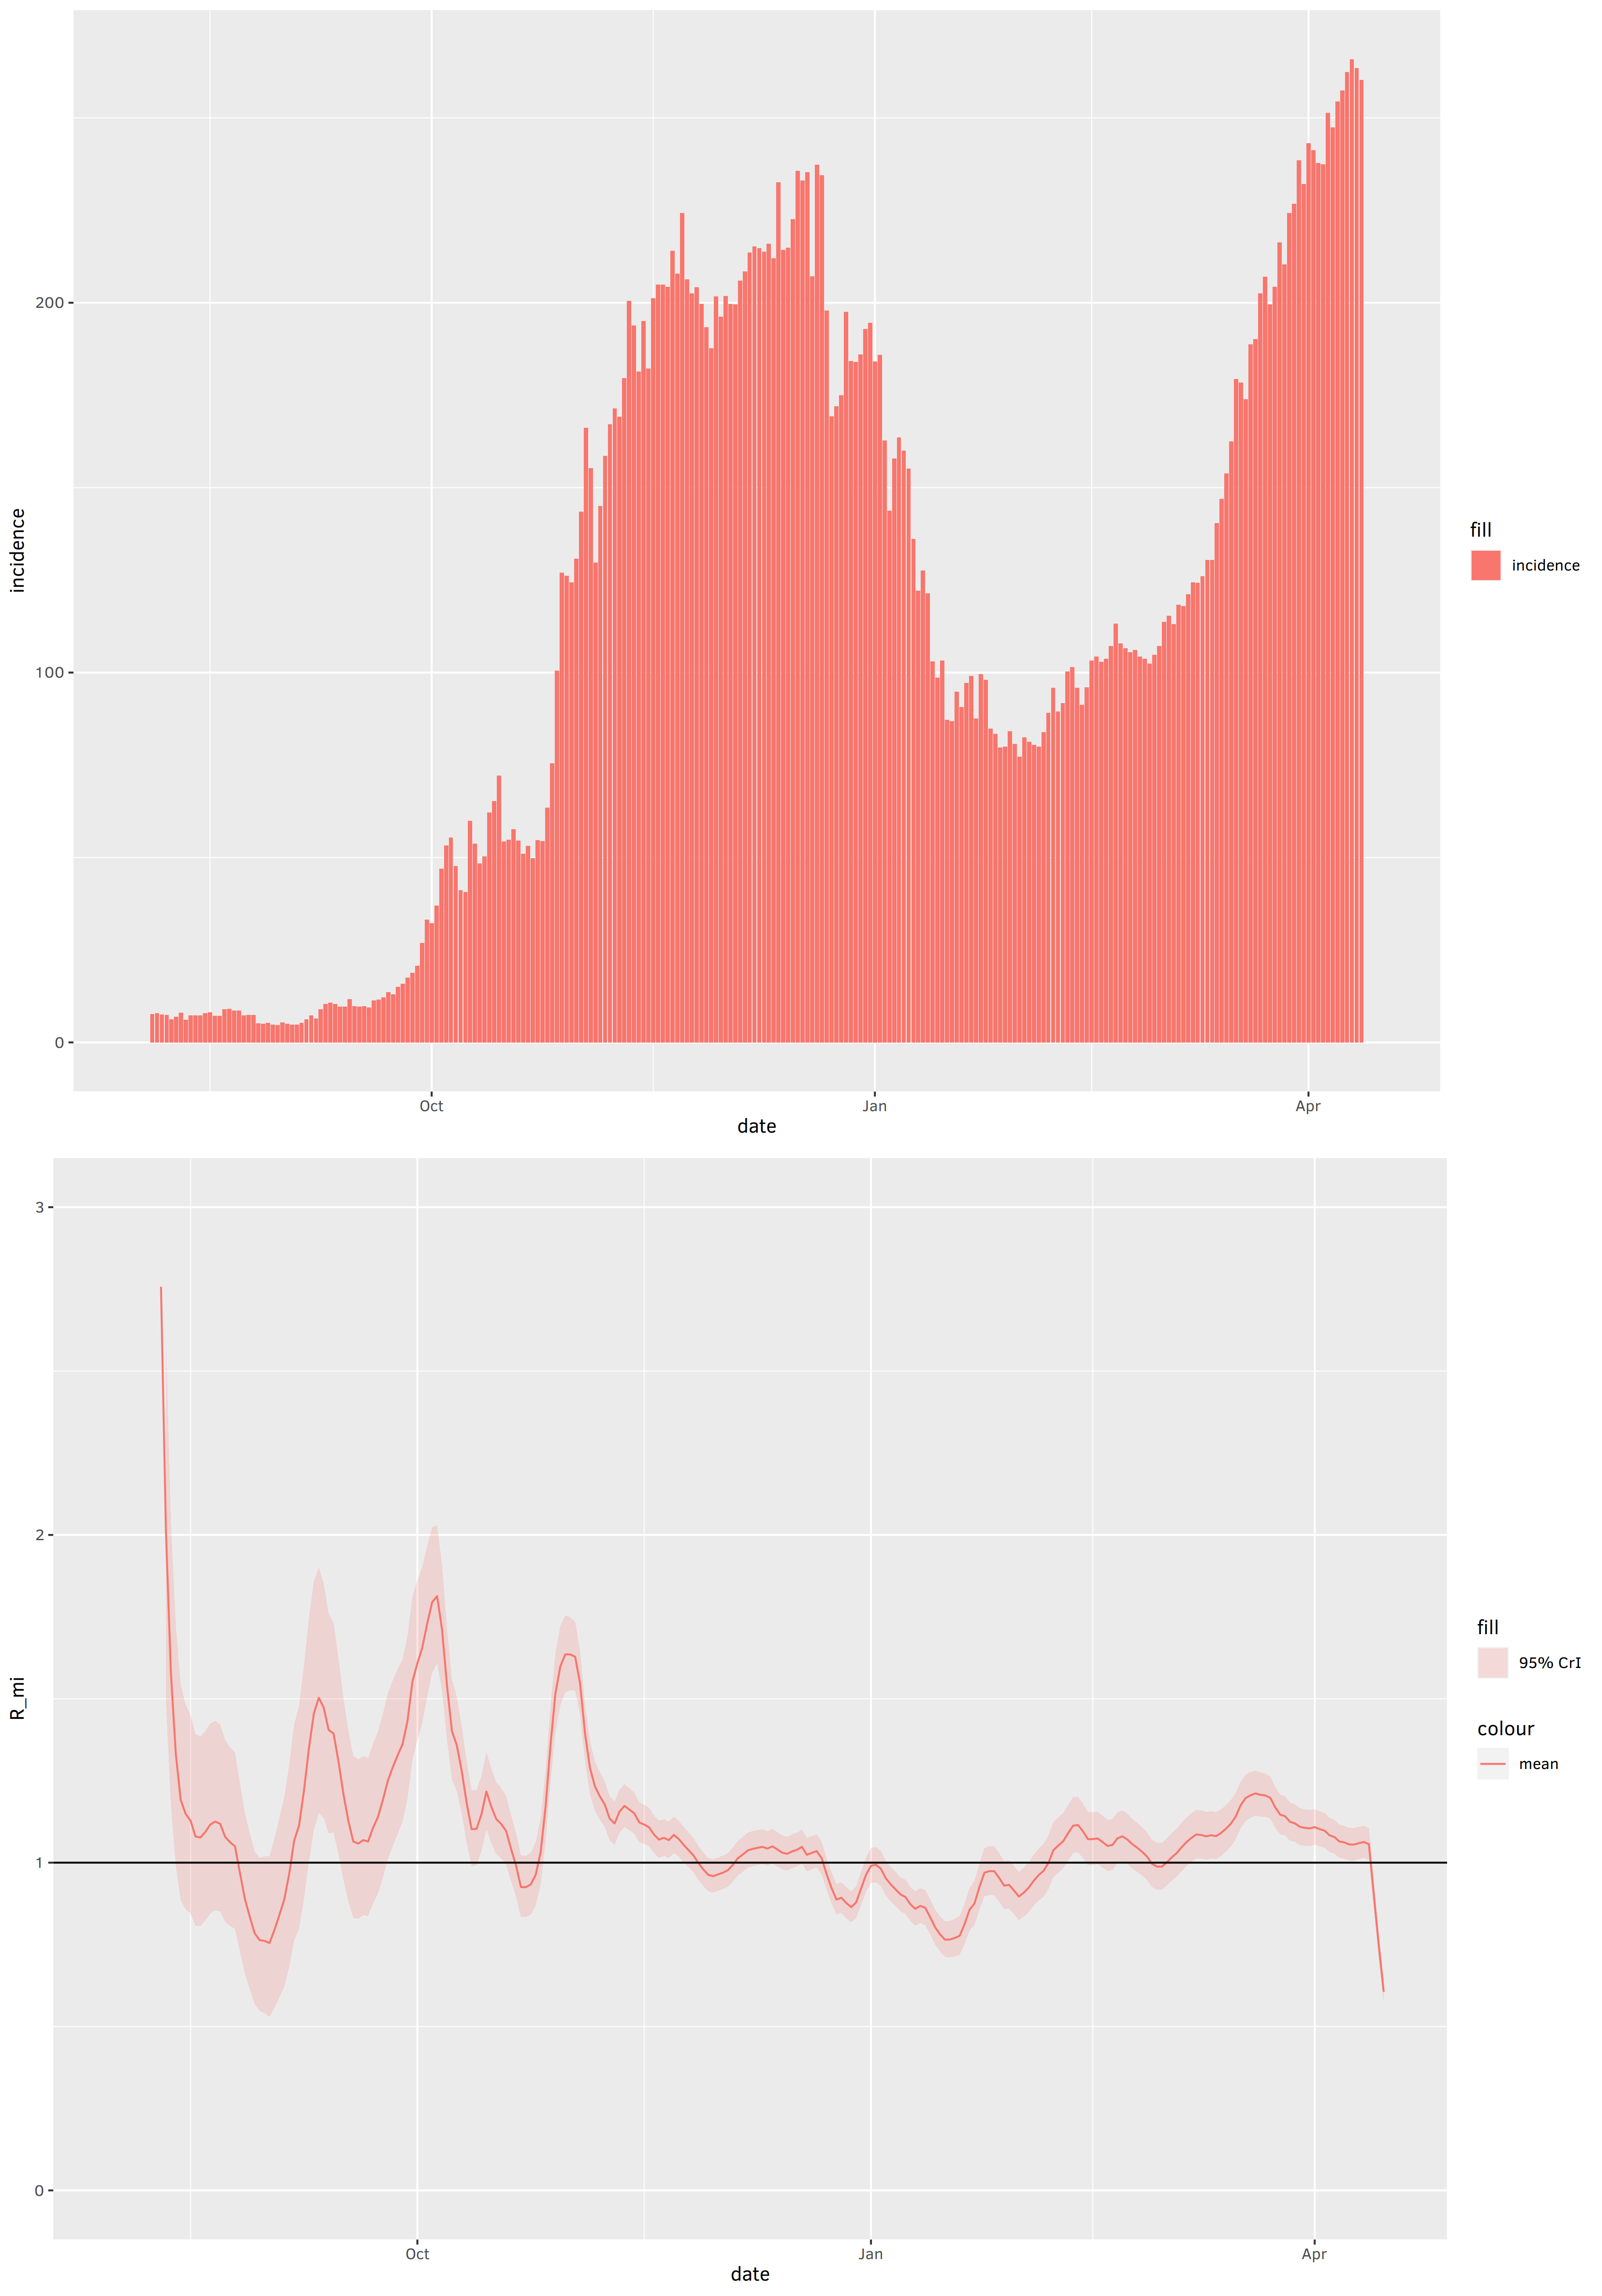 200
100
0
incidence
Oct
Jan
Apr
date
fill
incidence
3
2
1
0
R_mi
Oct
Jan
Apr
date
fill
95% CrI
colour
mean